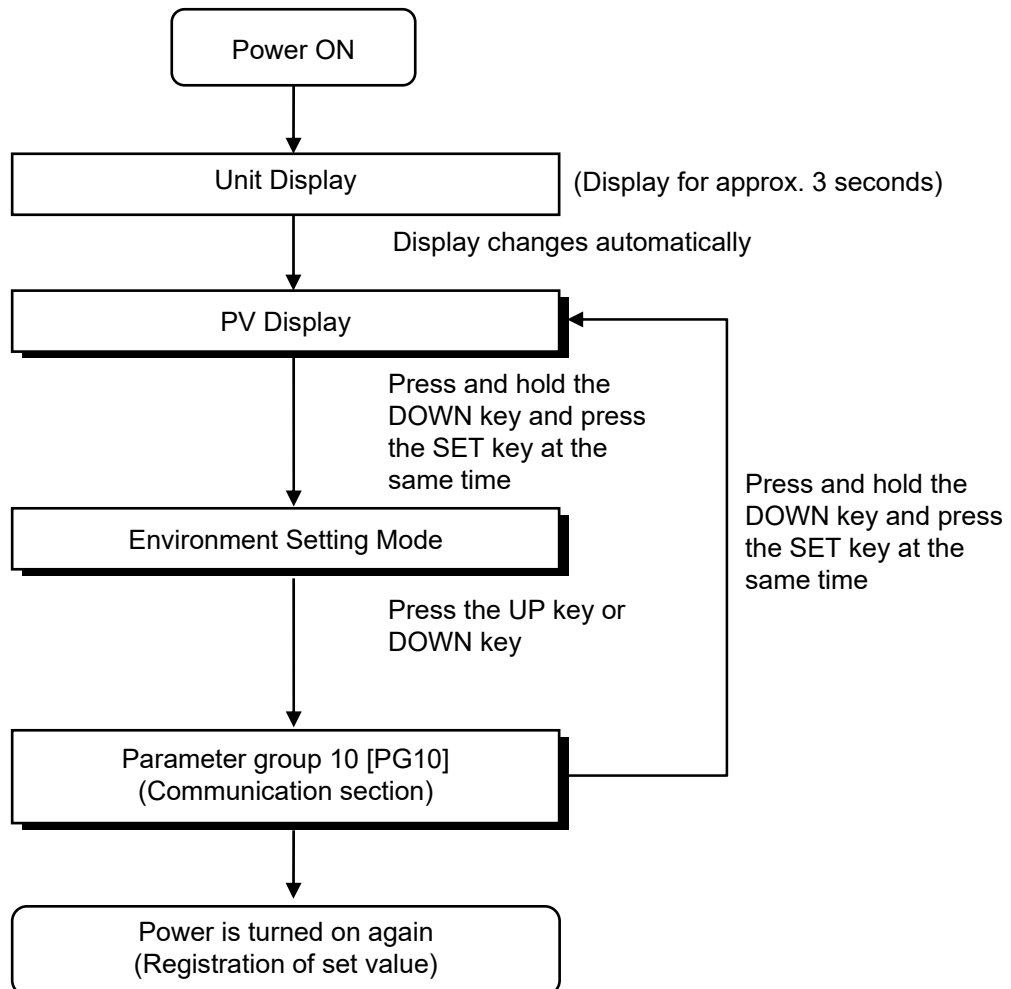 Power ON
Unit Display
(Display for approx. 3 seconds)
Display changes automatically
PV Display
Press and hold the
DOWN key and press
the SET key at the
same time
Press and hold the
DOWN key and press
the SET key at the
same time
Environment Setting Mode
Press the UP key or
DOWN key
Parameter group 10 [PG10]
(Communication section)
Power is turned on again
(Registration of set value)